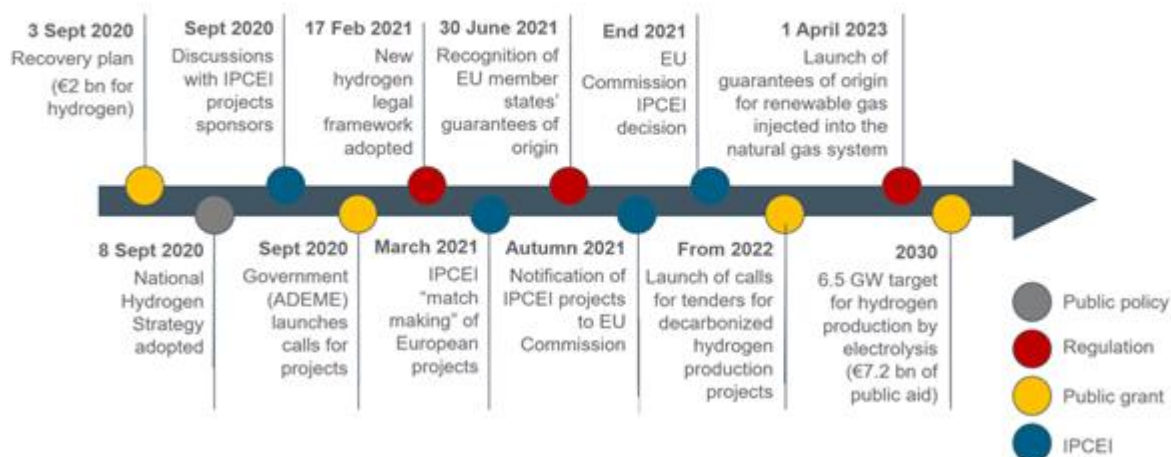 3 Sept 2020
Recovery plan
(€2 bn for
hydrogen)
Sept 2020
Discussions
with IPCEI
projects
sponsors
17 Feb 2021
New
hydrogen
legal
framework
adopted
30 June 2021
Recognition of
EU member
states'
guarantees of
origin
End 2021
EU
Commission
IPCEI
decision
1 April 2023
Launch of
guarantees of origin
for renewable gas
injected into the
natural gas system
8 Sept 2020
National
Hydrogen
Strategy
adopted
Sept 2020
Government
(ADEME)
launches
calls for
projects
March 2021
IPCEI
"match
making" of
European
projects
Autumn 2021
Notification of
IPCEI projects
to EU
Commission
From 2022
Launch of calls
for tenders for
decarbonized
hydrogen
production
projects
2030
6.5 GW target
for hydrogen
production by
electrolysis
(€7.2 bn of
public aid)
Public policy
Regulation
Public grant
IPCEI